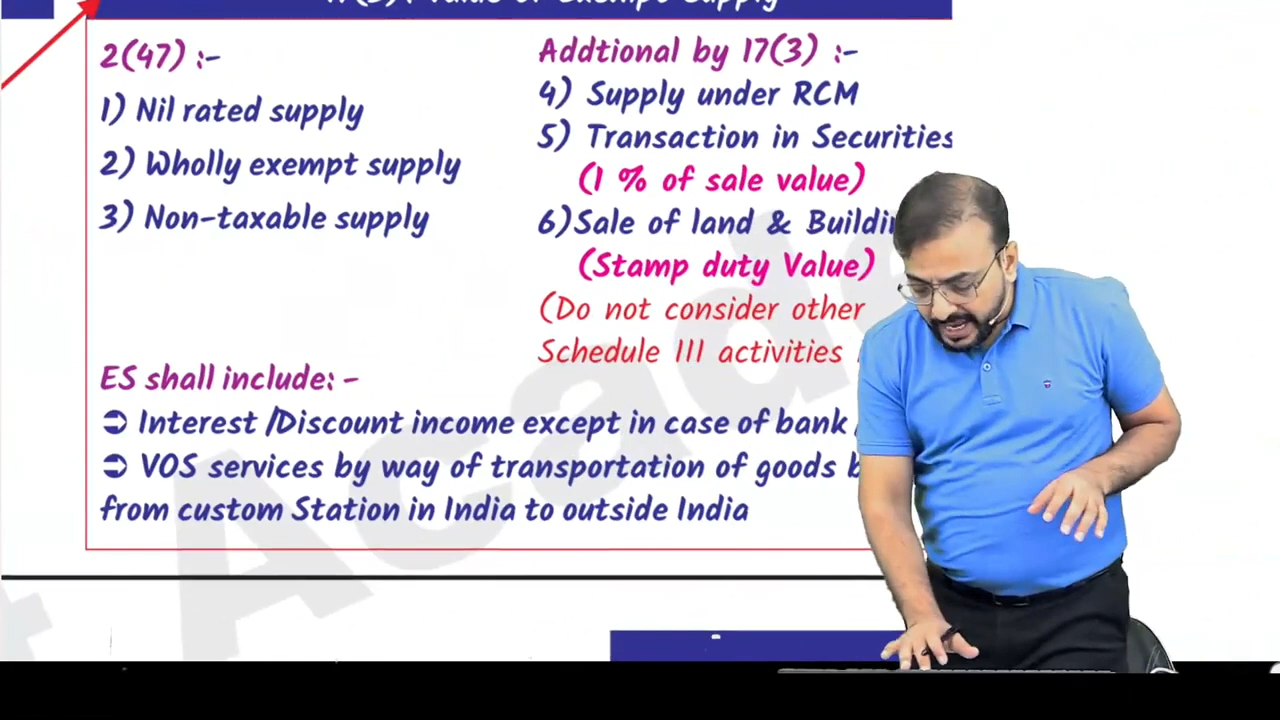 17(3): Value of Exempt Supply
2(47) :-
1) Nil rated supply
2) Wholly exempt supply
3) Non-taxable supply
Addtional by 17(3) :-
4) Supply under RCM
5) Transaction in Securities
(1 % of sale value)
6)Sale of land &
(Stamp duty Value)
(Do not consider other
Schedule III activities
ES shall include: -
➲ Interest /Discount income except in case of bank
➲ VOS services by way of transportation of goods
from custom Station in India to outside India